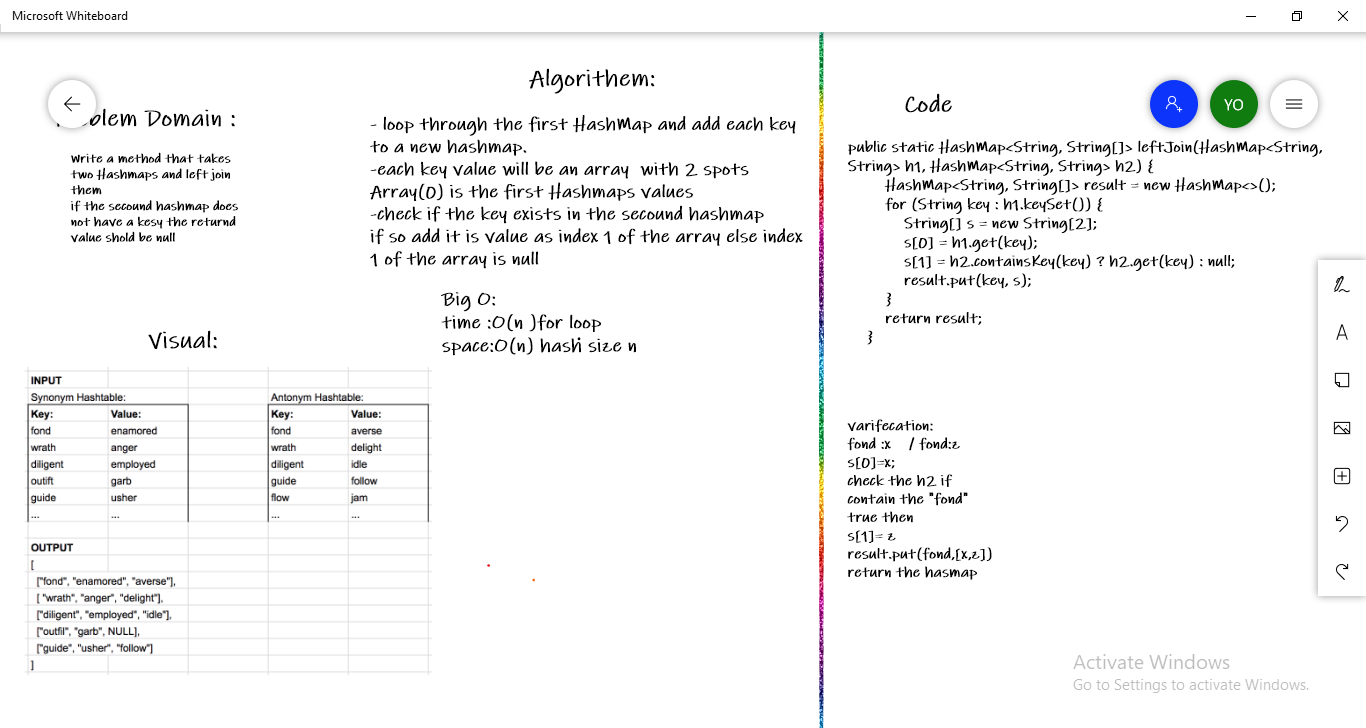 Microsoft Whiteboard
Problem Domain :
Write a method that takes
two Hashmaps and left join
them
if the secound hashmap does
not have a kesy the returnd
value shold be null
Algorithem:
- loop through the first HashMap and add each key
to a new hashmap.
-each key value will be an array with 2 spots
Array(0) is the first Hashmaps values
-check if the key exists in the secound hashmap
if so add it is value as index 1 of the array else index
1 of the array is null
Big O:
time :O(n )for loop
space:O(n) hash size n
Visual:
INPUT
Synonym Hashtable: Antonym Hashtable:
Key: Value: Key: Value:
fond enamored fond averse
wrath anger wrath delight
diligent employed diligent idle
outift garb guide follow
guide usher flow jam
... ... ... ...
OUTPUT
[
["fond", "enamored", "averse"],
[ "wrath", "anger", "delight"],
["diligent", "employed", "idle"],
["outfil", "garb", NULL],
["guide", "usher", "follow"]
]
Code
YO
public static HashMap<String, String[]> leftJoin(HashMap<String,
String> h1, HashMap<String, String> h2) {
HashMap<String, String[]> result = new HashMap<>();
for (String key : h1.keySet()) {
String[] s = new String[2];
s[0] = h1.get(key);
s[1] = h2.containsKey(key) ? h2.get(key) : null;
result.put(key, s);
}
return result;
}
varifecation:
fond :x / fond:z
s[0]=x;
check the h2 if
contain the "fond"
true then
s[1]= z
result.put(fond,[x,z])
return the hasmap
A
Activate Windows
Go to Settings to activate Windows.